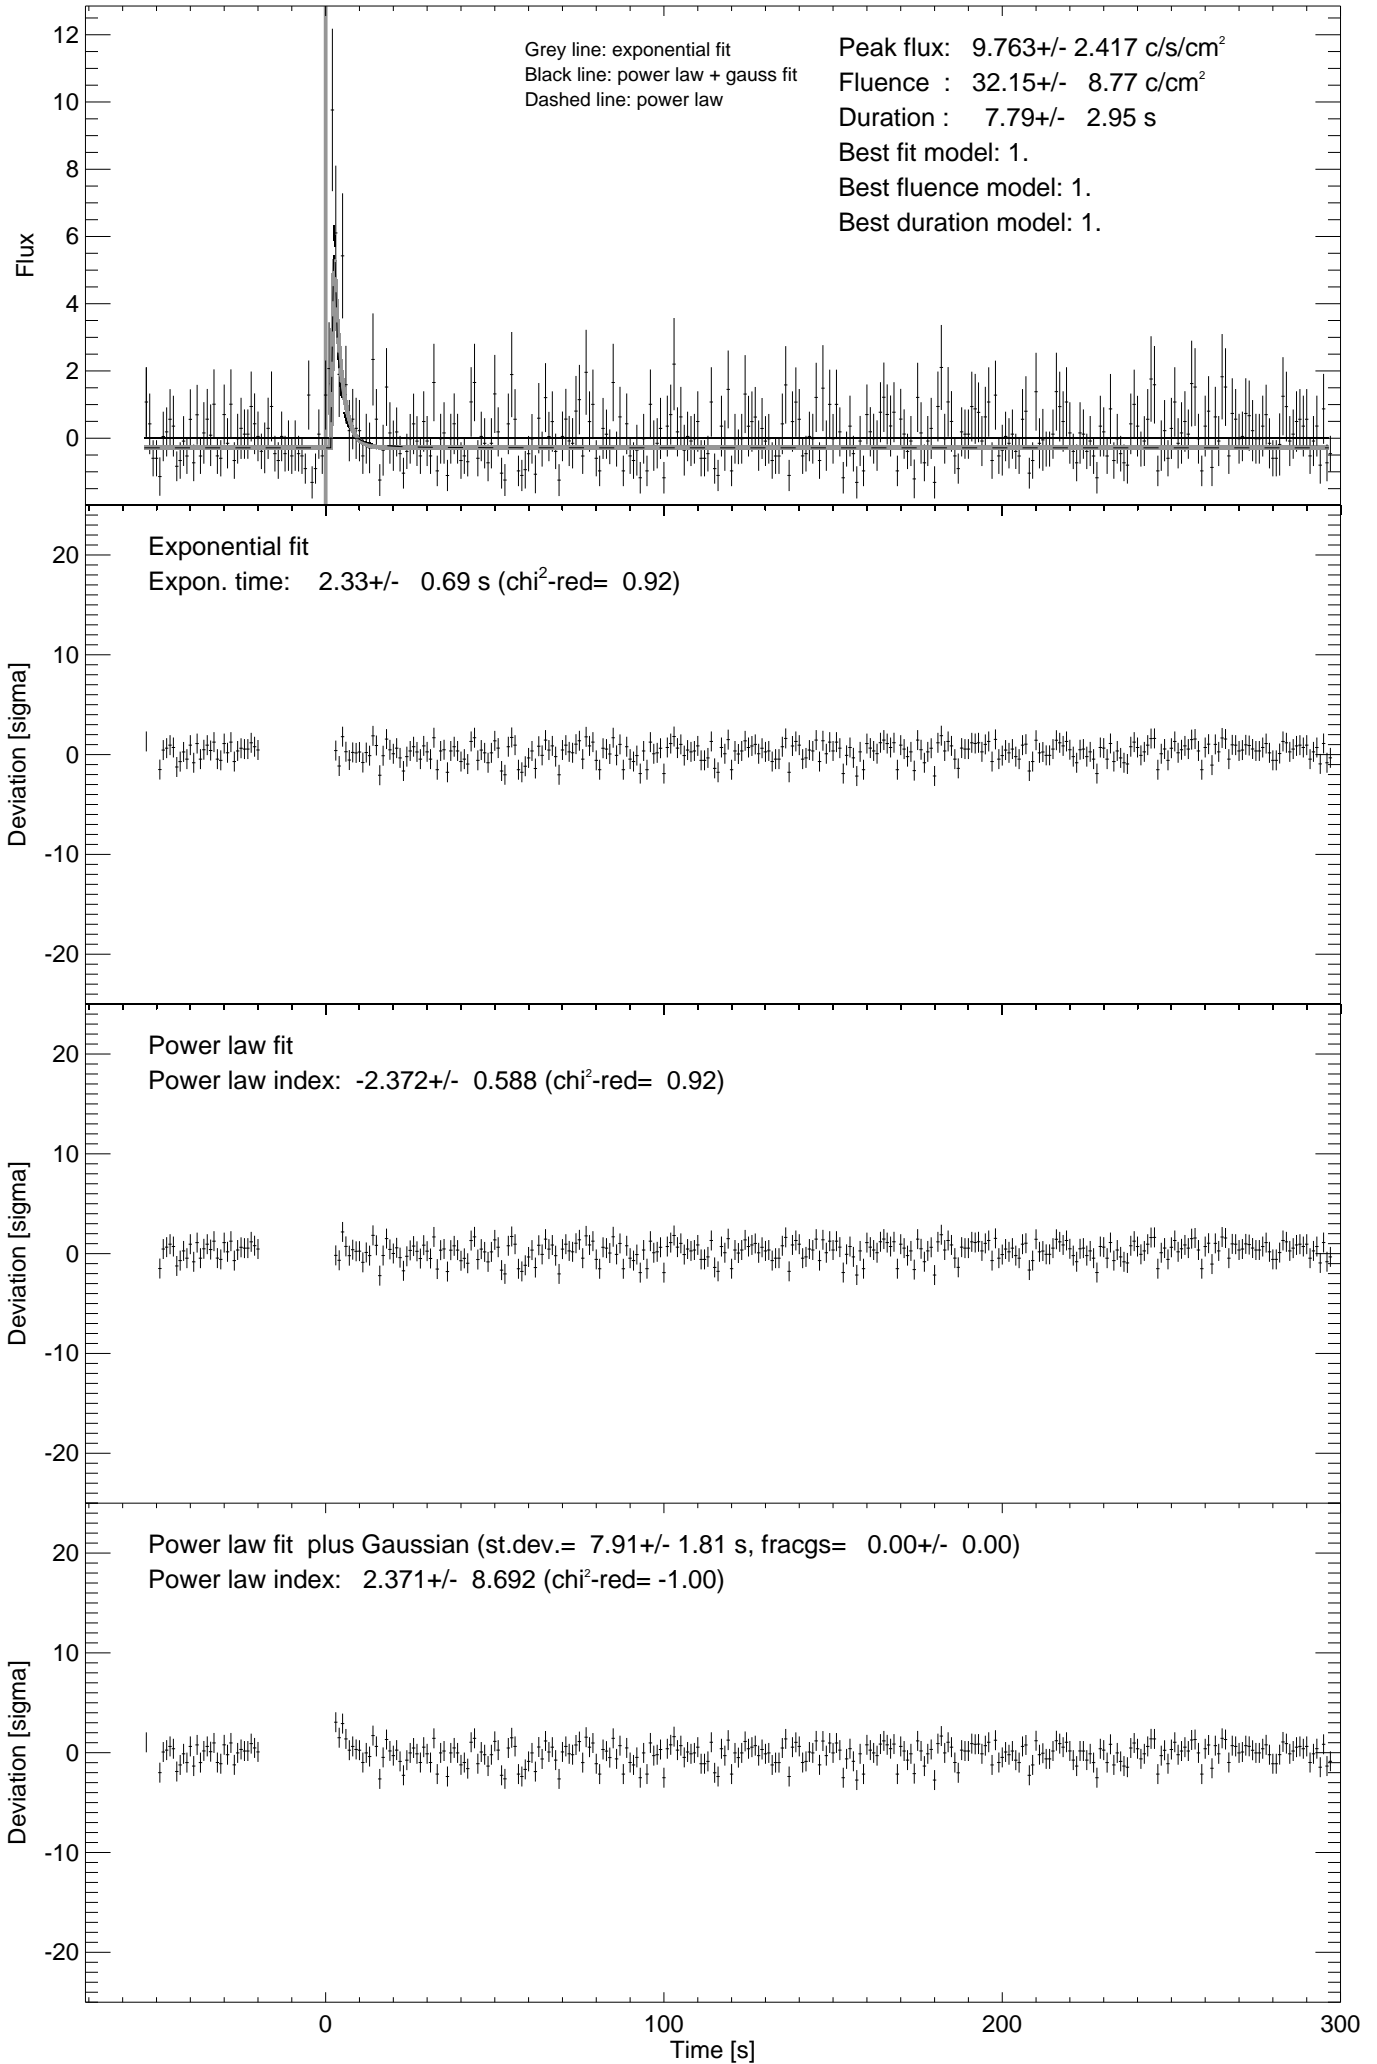 Grey line: exponential fit
Black line: power law + gauss fit
Dashed line: power law
Peak flux: 9.763+/- 2.417 c/s/cm²
Fluence : 32.15+/- 8.77 c/cm²
Duration : 7.79+/- 2.95 s
Best fit model: 1.
Best fluence model: 1.
Best duration model: 1.
12
10
8
6
4
2
0
Flux
Exponential fit
Expon. time: 2.33+/- 0.69 s (chi²-red= 0.92)
20
10
0
-10
-20
Deviation [sigma]
Power law fit
Power law index: -2.372+/- 0.588 (chi²-red= 0.92)
20
10
0
-10
-20
Deviation [sigma]
Power law fit plus Gaussian (st.dev.= 7.91+/- 1.81 s, fracgs= 0.00+/- 0.00)
Power law index: 2.371+/- 8.692 (chi²-red= -1.00)
20
10
0
-10
-20
Deviation [sigma]
0 100 200 300
Time [s]